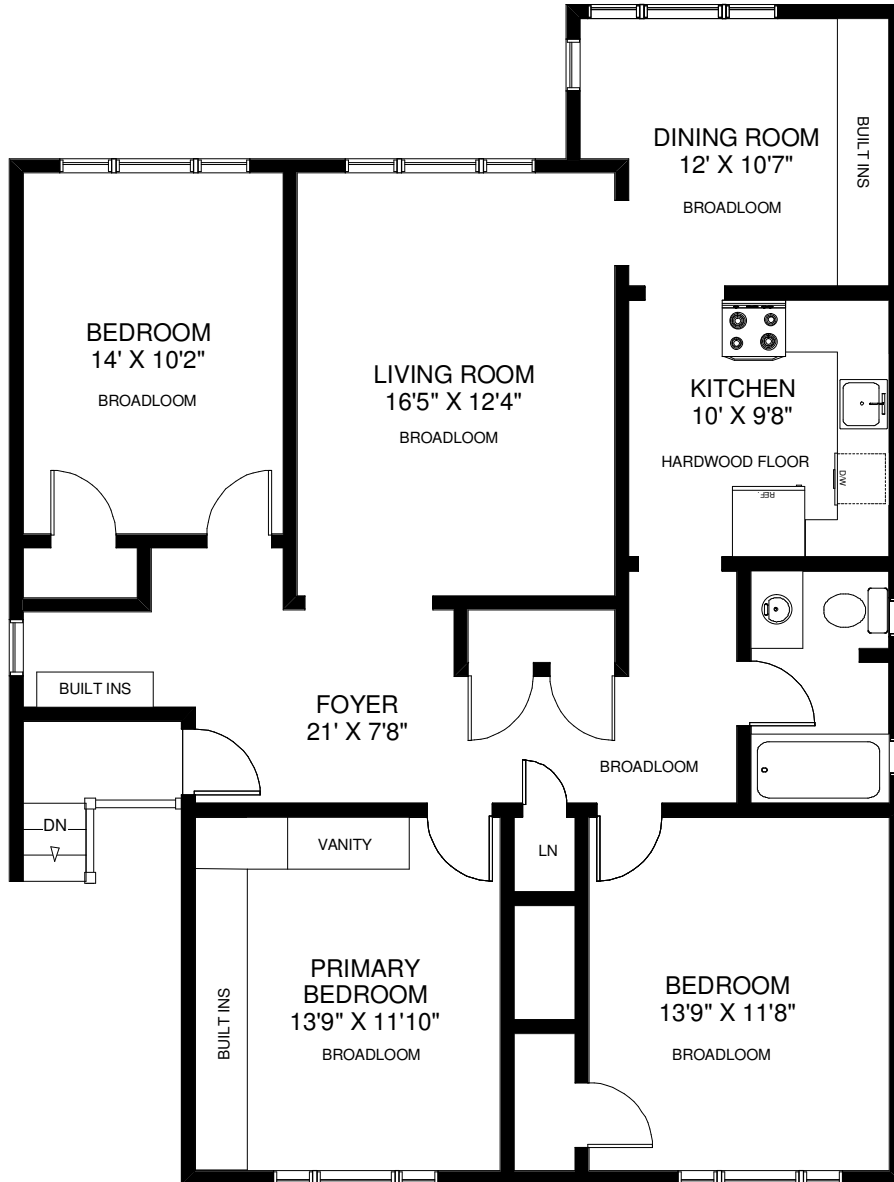 DINING ROOM
12' X 10'7"
BROADLOOM
BUILT INS
BEDROOM
14' X 10'2"
BROADLOOM
LIVING ROOM
16'5" X 12'4"
BROADLOOM
KITCHEN
10' X 9'8"
HARDWOOD FLOOR
D/W
REF.
BUILT INS
FOYER
21' X 7'8"
BROADLOOM
DN
VANITY
LN
PRIMARY
BEDROOM
13'9" X 11'10"
BROADLOOM
BUILT INS
BEDROOM
13'9" X 11'8"
BROADLOOM